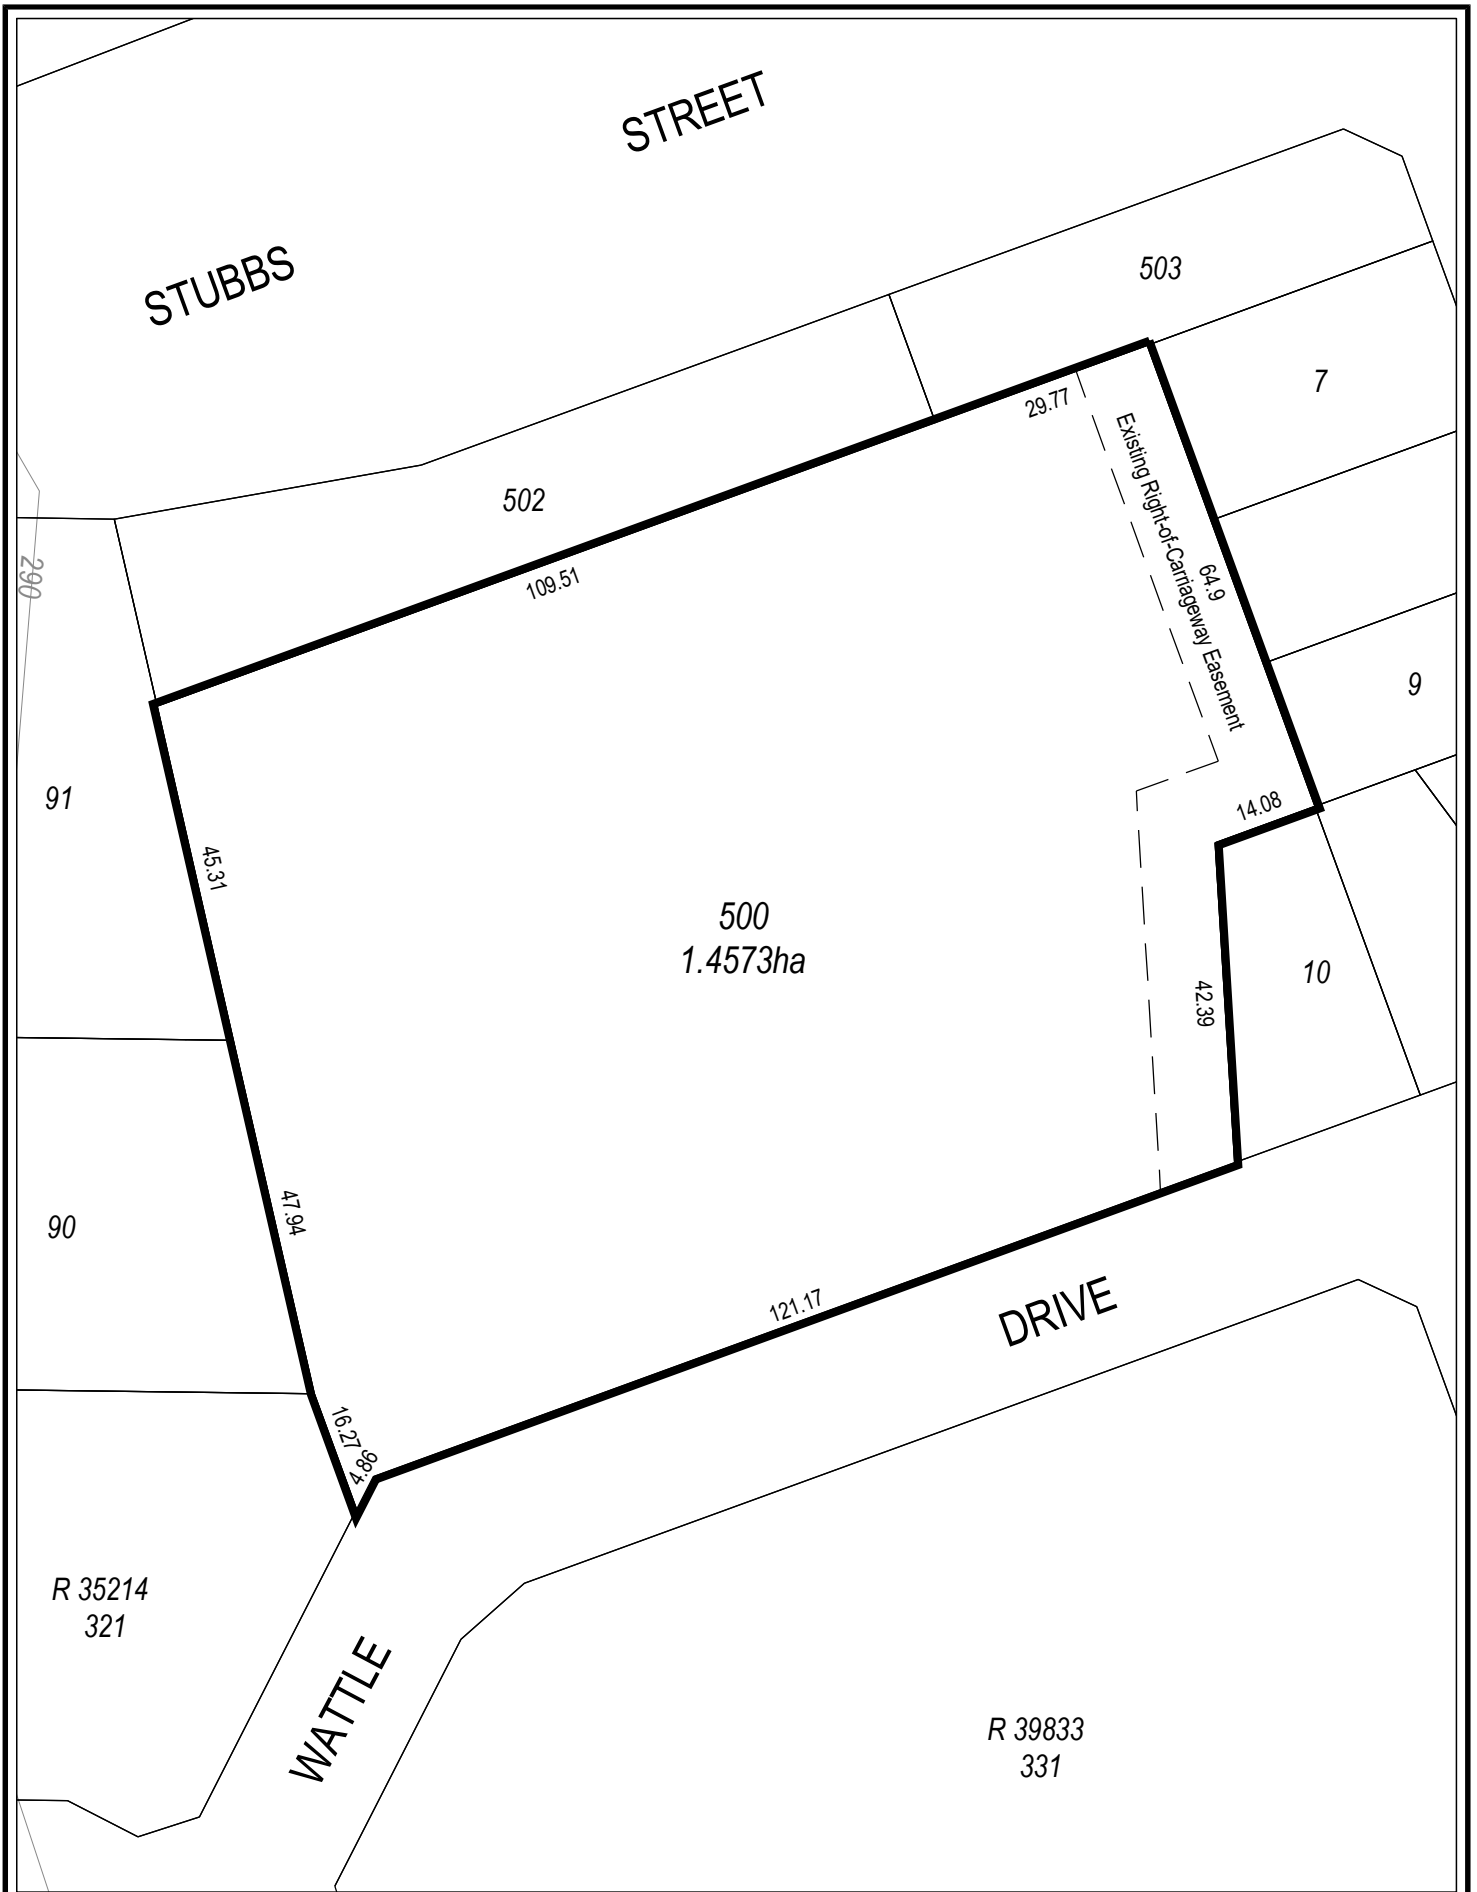 STREET
STUBBS
503
7
29.77
Existing Right-of-Carriageway Easement
502
290
109.51
64.9
9
91
14.08
45.31
500
1.4573ha
10
42.39
47.94
90
121.17
DRIVE
16.27
4.86
R 35214
321
WATTLE
R 39833
331